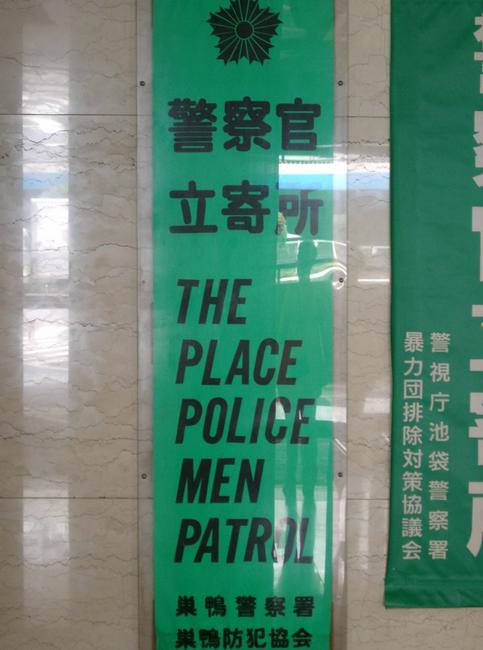 警察官
立寄所
THE
PLACE
POLICE
MEN
PATROL
巣鴨警察署
巣鴨防犯協会
警視庁池袋警察署
暴力団排除対策協議会